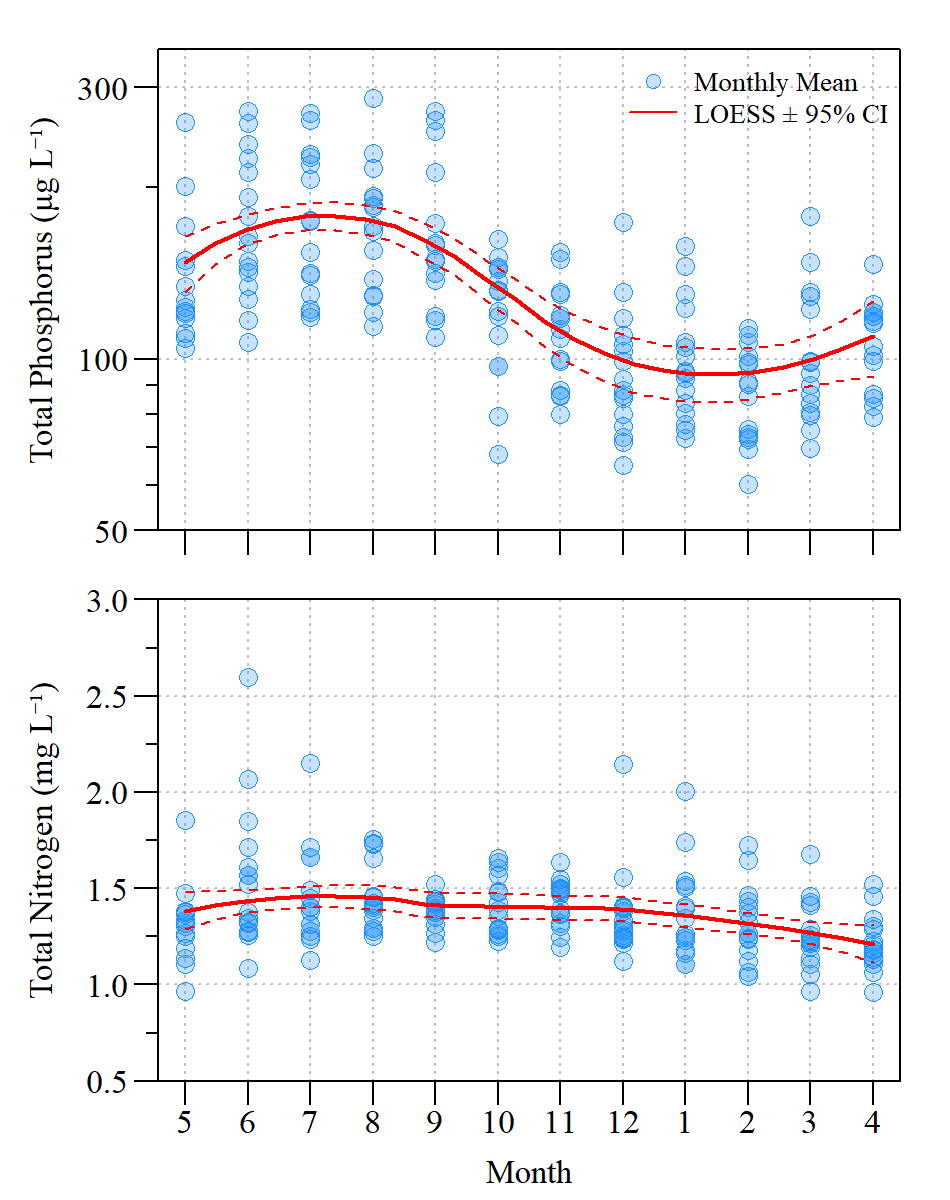 300
100
50
Total Phosphorus (µg L⁻¹)
Monthly Mean
LOESS ± 95% CI
3.0
2.5
2.0
1.5
1.0
0.5
Total Nitrogen (mg L⁻¹)
5 6 7 8 9 10 11 12 1 2 3 4
Month